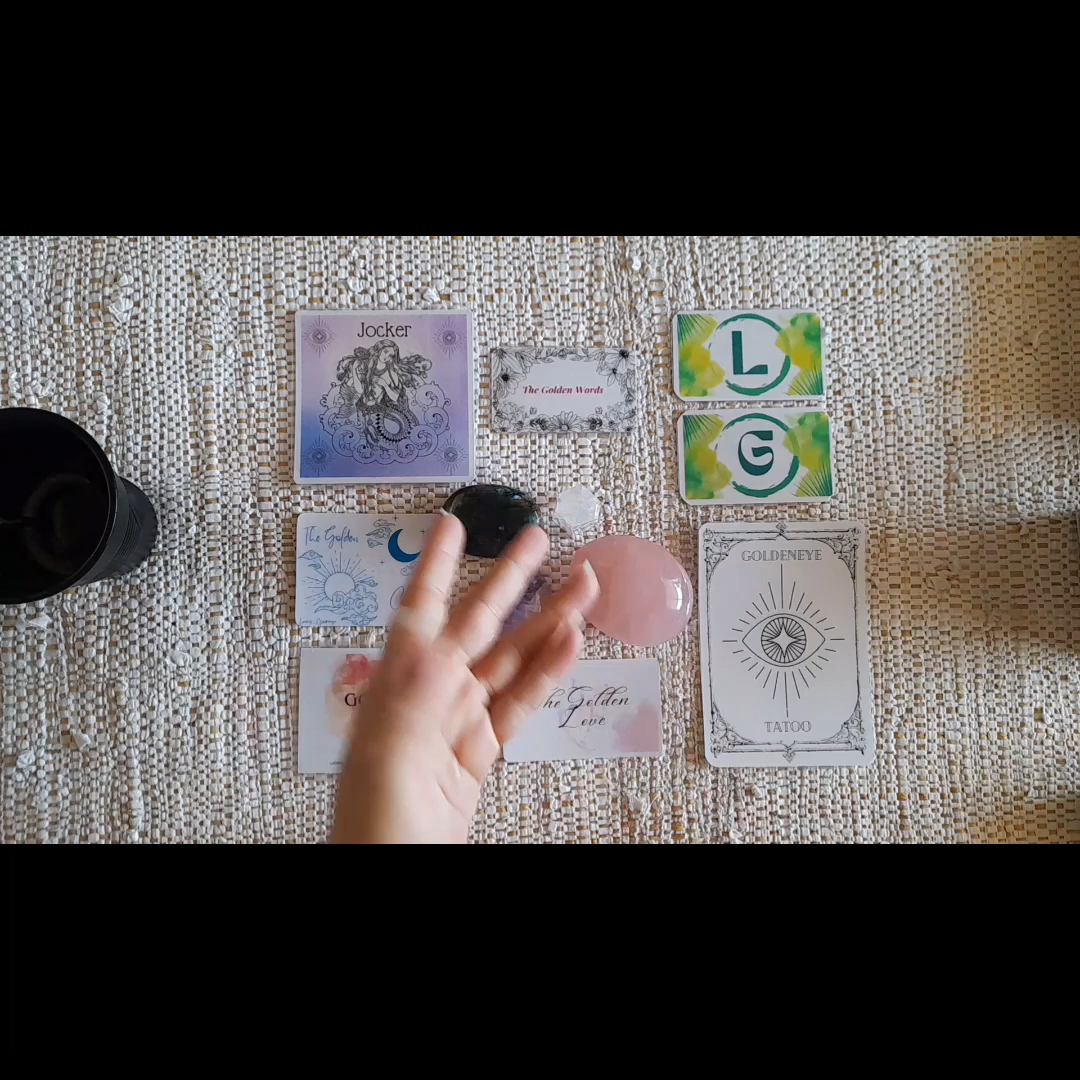 Jocker
The Golden Words
L
G
The Golden
GOLDENEYE
TATOO
The Golden
Love